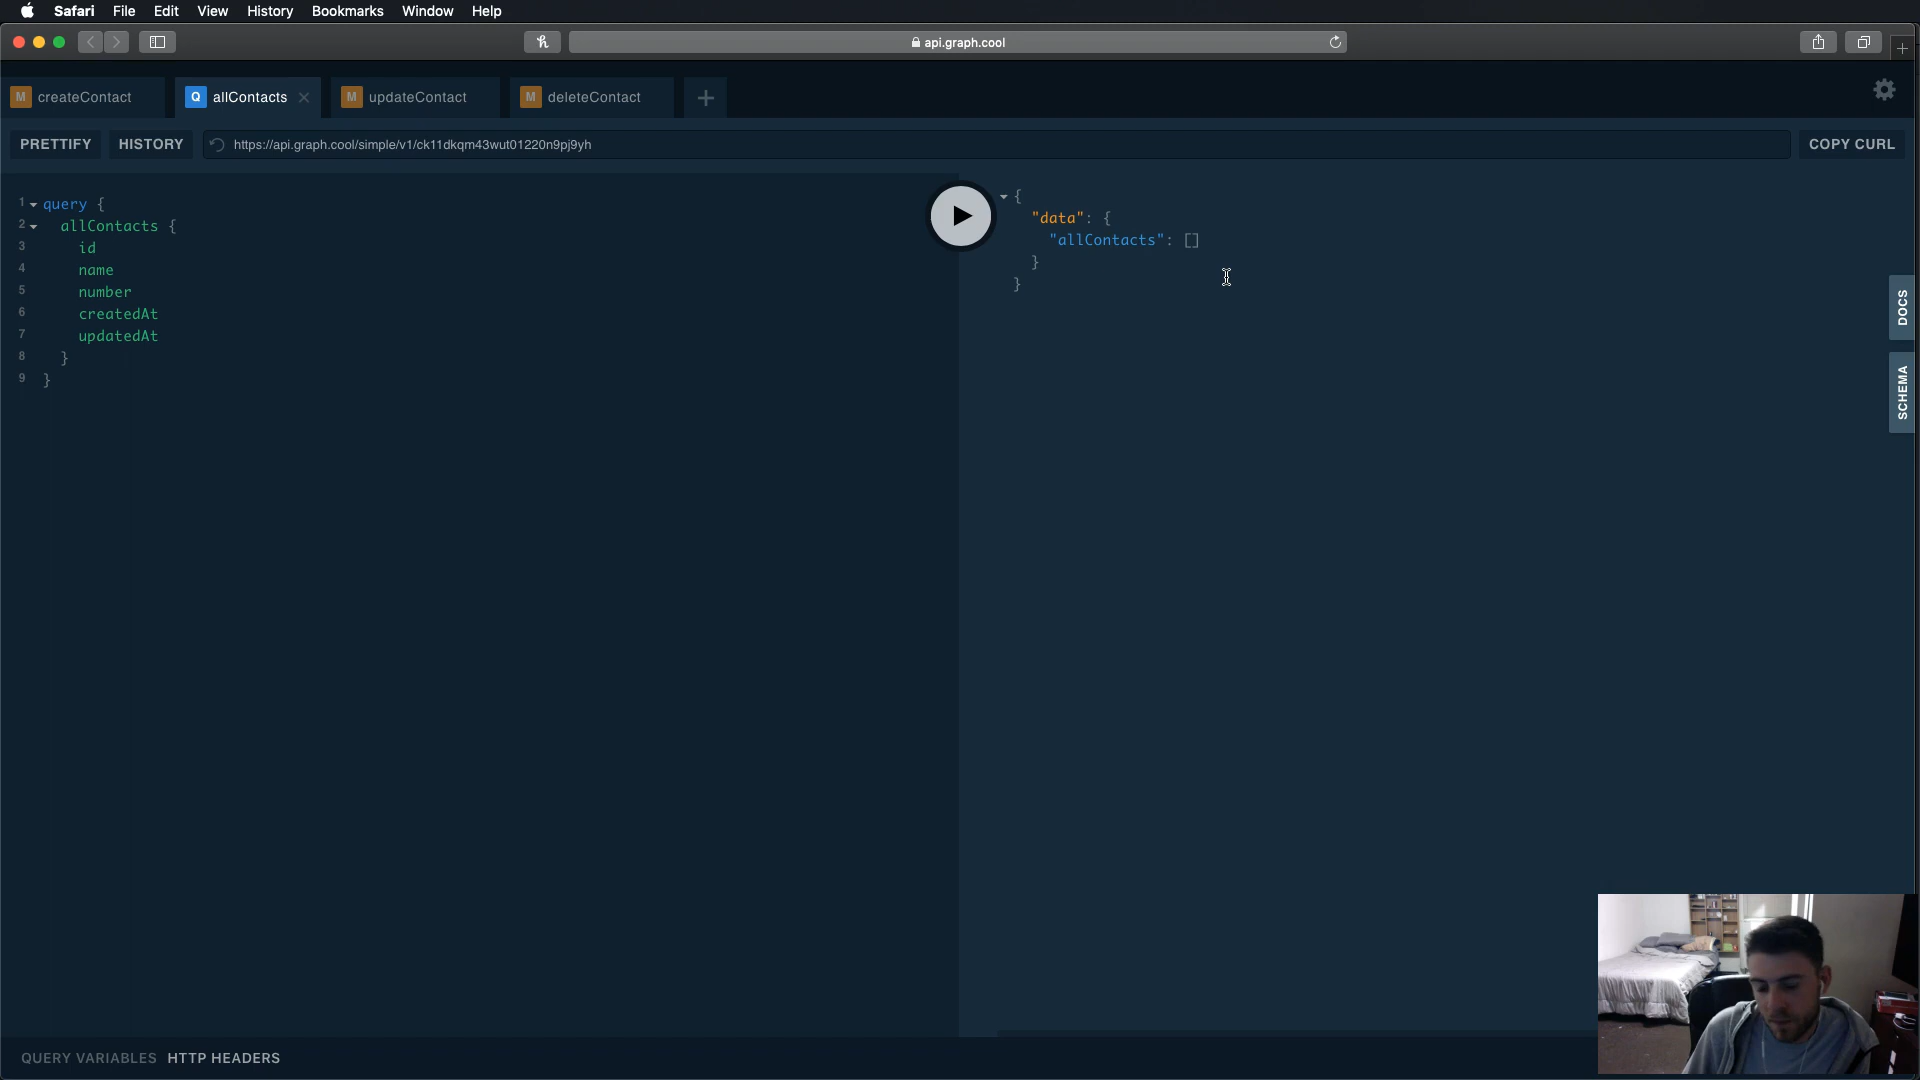 Safari File Edit View History Bookmarks Window Help
api.graph.cool
M createContact Q allContacts M updateContact M deleteContact
PRETTIFY HISTORY https://api.graph.cool/simple/v1/ck11dkqm43wut01220n9pj9yh COPY CURL
1 query {
2 allContacts {
3 id
4 name
5 number
6 createdAt
7 updatedAt
8 }
9 }
{
"data": {
"allContacts": []
}
}
DOCS
SCHEMA
QUERY VARIABLES HTTP HEADERS